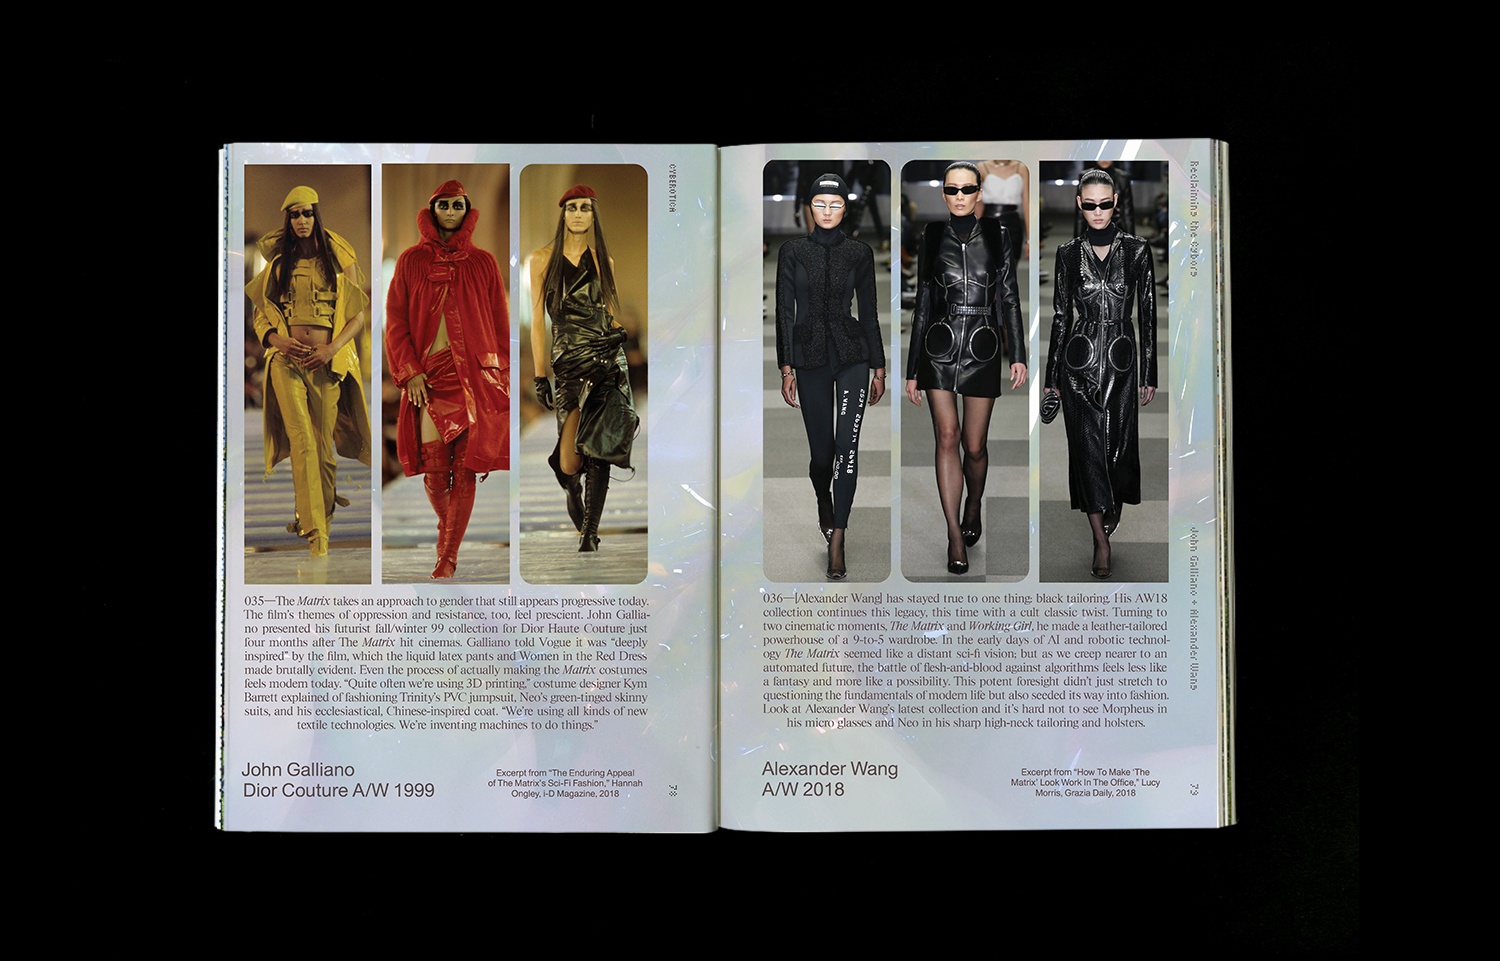 CYBEROTICA
035—The Matrix takes an approach to gender that still appears progressive today.
The film's themes of oppression and resistance, too, feel prescient. John Gallia-
no presented his futurist fall/winter 99 collection for Dior Haute Couture just
four months after The Matrix hit cinemas. Galliano told Vogue it was “deeply
inspired” by the film, which the liquid latex pants and Women in the Red Dress
made brutally evident. Even the process of actually making the Matrix costumes
feels modern today. “Quite often we're using 3D printing,” costume designer Kym
Barrett explained of fashioning Trinity's PVC jumpsuit, Neo's green-tinged skinny
suits, and his ecclesiastical, Chinese-inspired coat. “We're using all kinds of new
textile technologies. We're inventing machines to do things.”
John Galliano
Dior Couture A/W 1999
Excerpt from “The Enduring Appeal
of The Matrix's Sci-Fi Fashion,” Hannah
Ongley, i-D Magazine, 2018
78
Reclaiming the Cyborg
A. WANG
036—[Alexander Wang] has stayed true to one thing: black tailoring. His AW18
collection continues this legacy, this time with a cult classic twist. Turning to
two cinematic moments, The Matrix and Working Girl, he made a leather-tailored
powerhouse of a 9-to-5 wardrobe. In the early days of AI and robotic technol-
ogy The Matrix seemed like a distant sci-fi vision; but as we creep nearer to an
automated future, the battle of flesh-and-blood against algorithms feels less like
a fantasy and more like a possibility. This potent foresight didn't just stretch to
questioning the fundamentals of modern life but also seeded its way into fashion.
Look at Alexander Wang's latest collection and it's hard not to see Morpheus in
his micro glasses and Neo in his sharp high-neck tailoring and holsters.
John Galliano + Alexander Wang
Alexander Wang
A/W 2018
Excerpt from “How To Make ‘The
Matrix’ Look Work In The Office,” Lucy
Morris, Grazia Daily, 2018
79